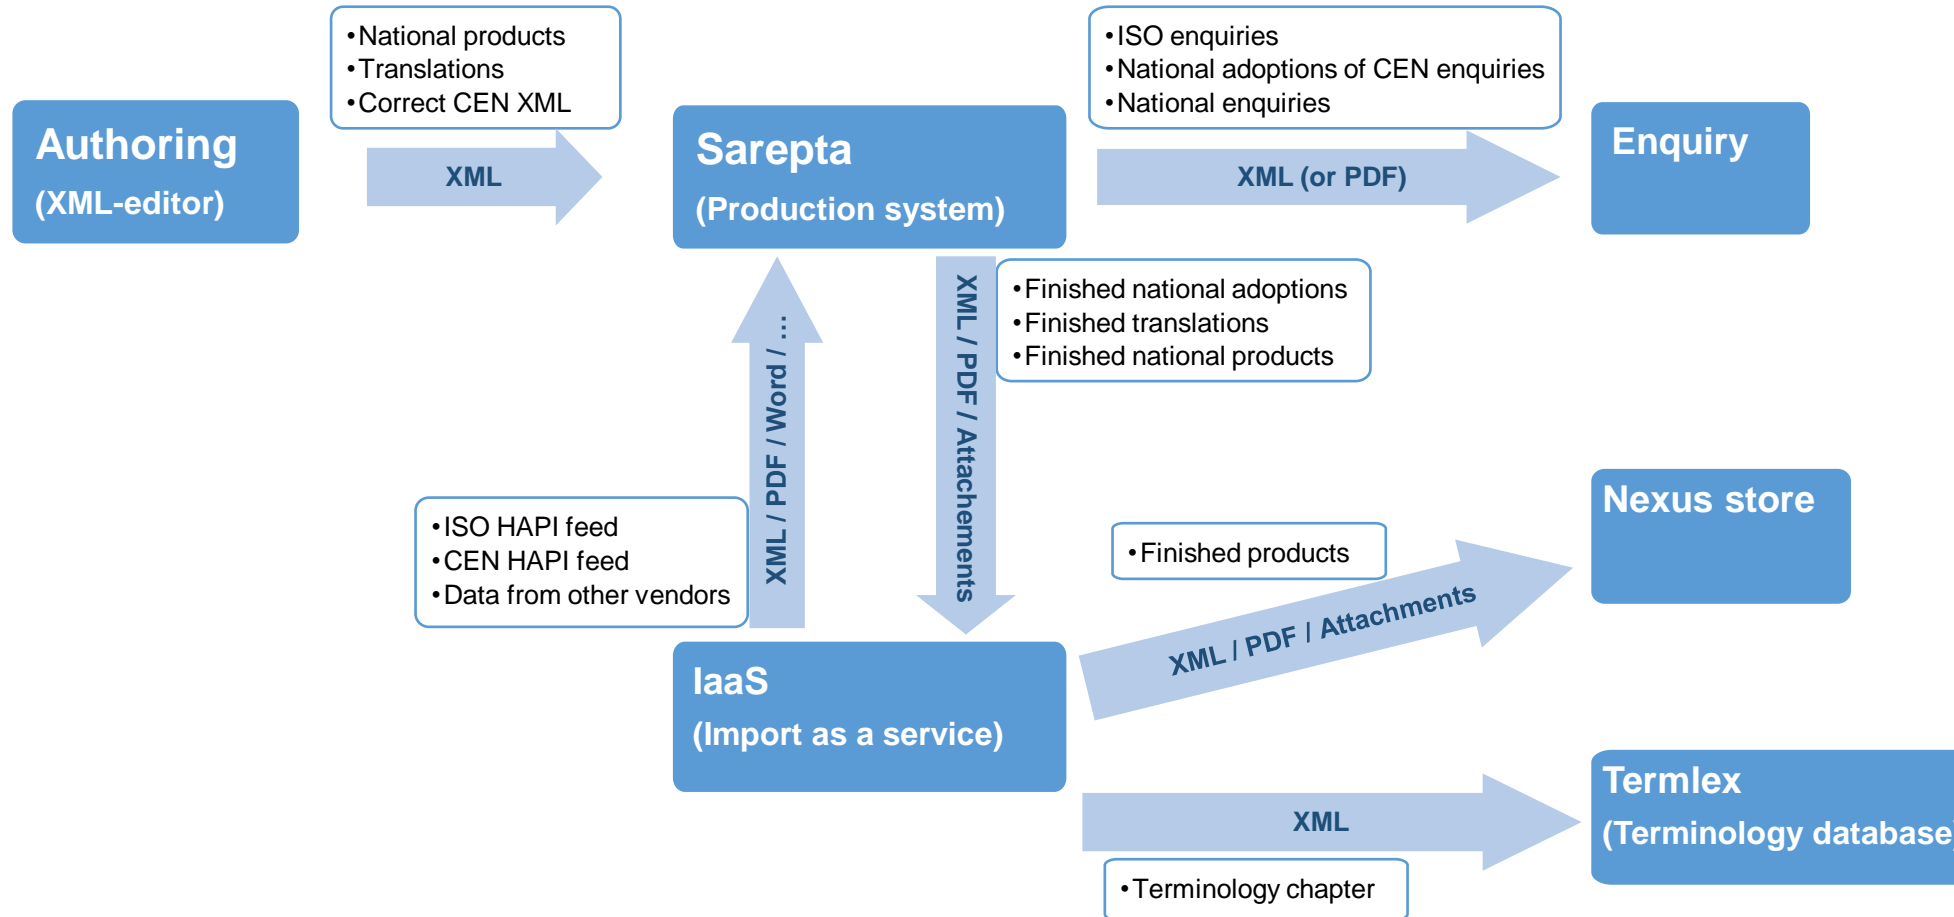 •National products
•Translations
•Correct CEN XML
•ISO enquiries
•National adoptions of CEN enquiries
•National enquiries
Authoring
(XML-editor)
XML
Sarepta
(Production system)
XML (or PDF)
Enquiry
XML / PDF / Word / …
XML / PDF / Attachements
•Finished national adoptions
•Finished translations
•Finished national products
•ISO HAPI feed
•CEN HAPI feed
•Data from other vendors
•Finished products
Nexus store
XML / PDF / Attachments
IaaS
(Import as a service)
XML
Termlex
(Terminology database)
•Terminology chapter